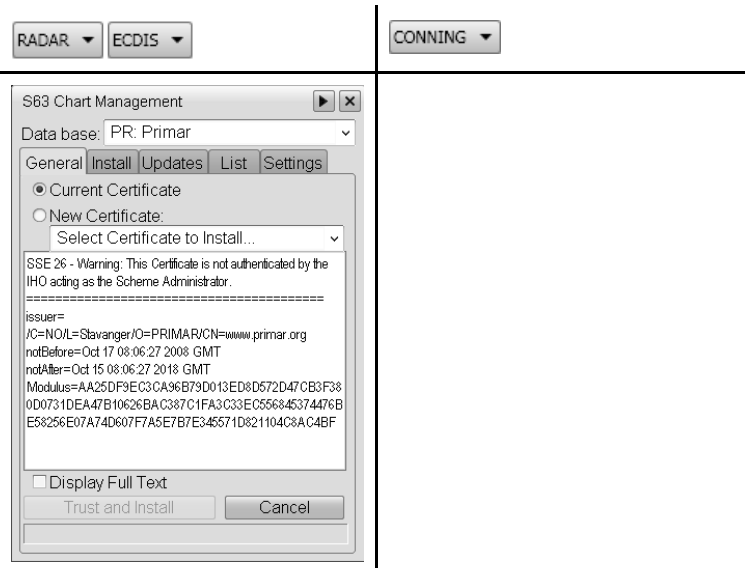 RADAR ECDIS CONNING
S63 Chart Management
Data base: PR: Primar
General Install Updates List Settings
Current Certificate
New Certificate:
Select Certificate to Install...
SSE 26 - Warning: This Certificate is not authenticated by the
IHO acting as the Scheme Administrator.
=========================================
issuer=
/C=NO/L=Stavanger/O=PRIMAR/CN=www.primar.org
notBefore=Oct 17 08:06:27 2008 GMT
notAfter=Oct 15 08:06:27 2018 GMT
Modulus=AA25DF9EC3CA96B79D013ED8D572D47CB3F38
0D0731DEA47B10626BAC387C1FA3C33EC556845374476B
E58256E07A74D607F7A5E7B7E345571D821104C8AC4BF
Display Full Text
Trust and Install Cancel